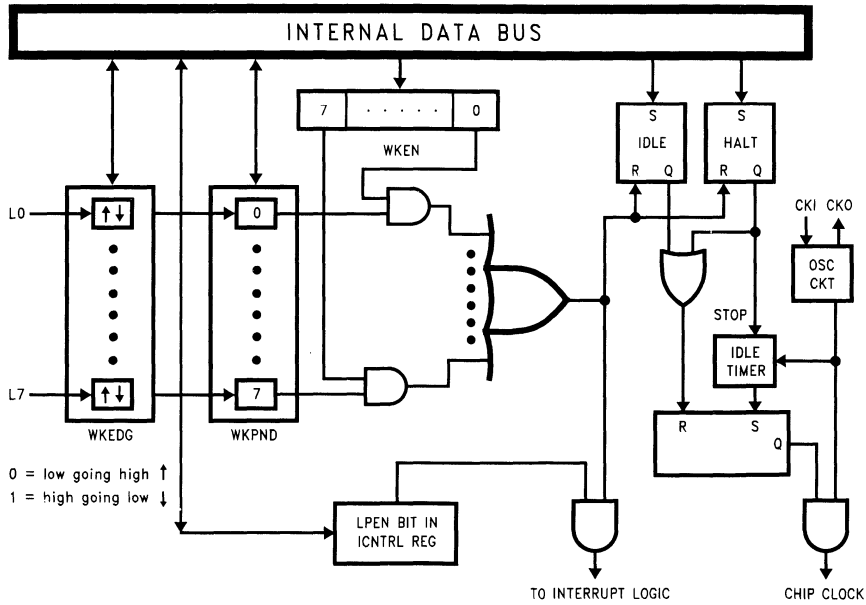 INTERNAL DATA BUS
7 · · · · · 0
WKEN
S
IDLE
R Q
S
HALT
R Q
L0
↑↓
0
CKI CKO
OSC
CKT
STOP
IDLE
TIMER
L7
↑↓
7
WKEDG
WKPND
R S
Q
0 = low going high ↑
1 = high going low ↓
LPEN BIT IN
ICNTRL REG
TO INTERRUPT LOGIC
CHIP CLOCK